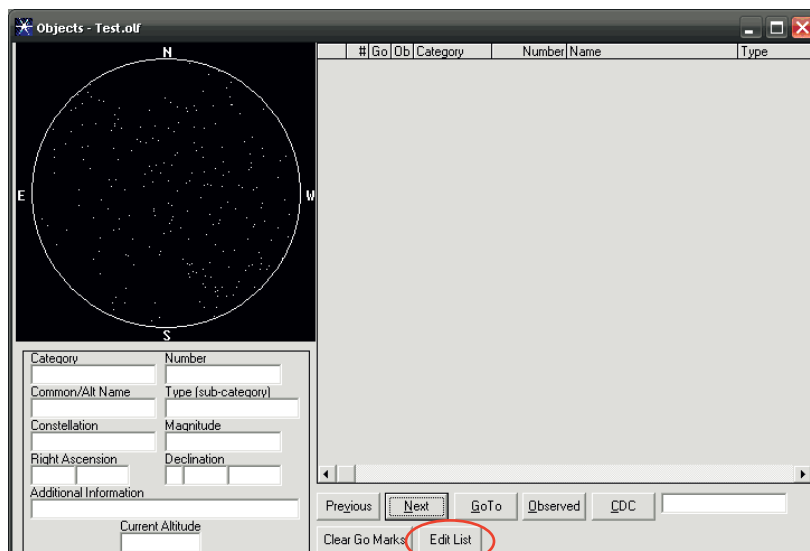 Objects - Test.olf
# Go Ob Category Number Name Type
N
E W
S
Category Number
Common/Alt Name Type (sub-category)
Constellation Magnitude
Right Ascension Declination
Additional Information
Current Altitude
Previous Next GoTo Observed CDC
Clear Go Marks Edit List